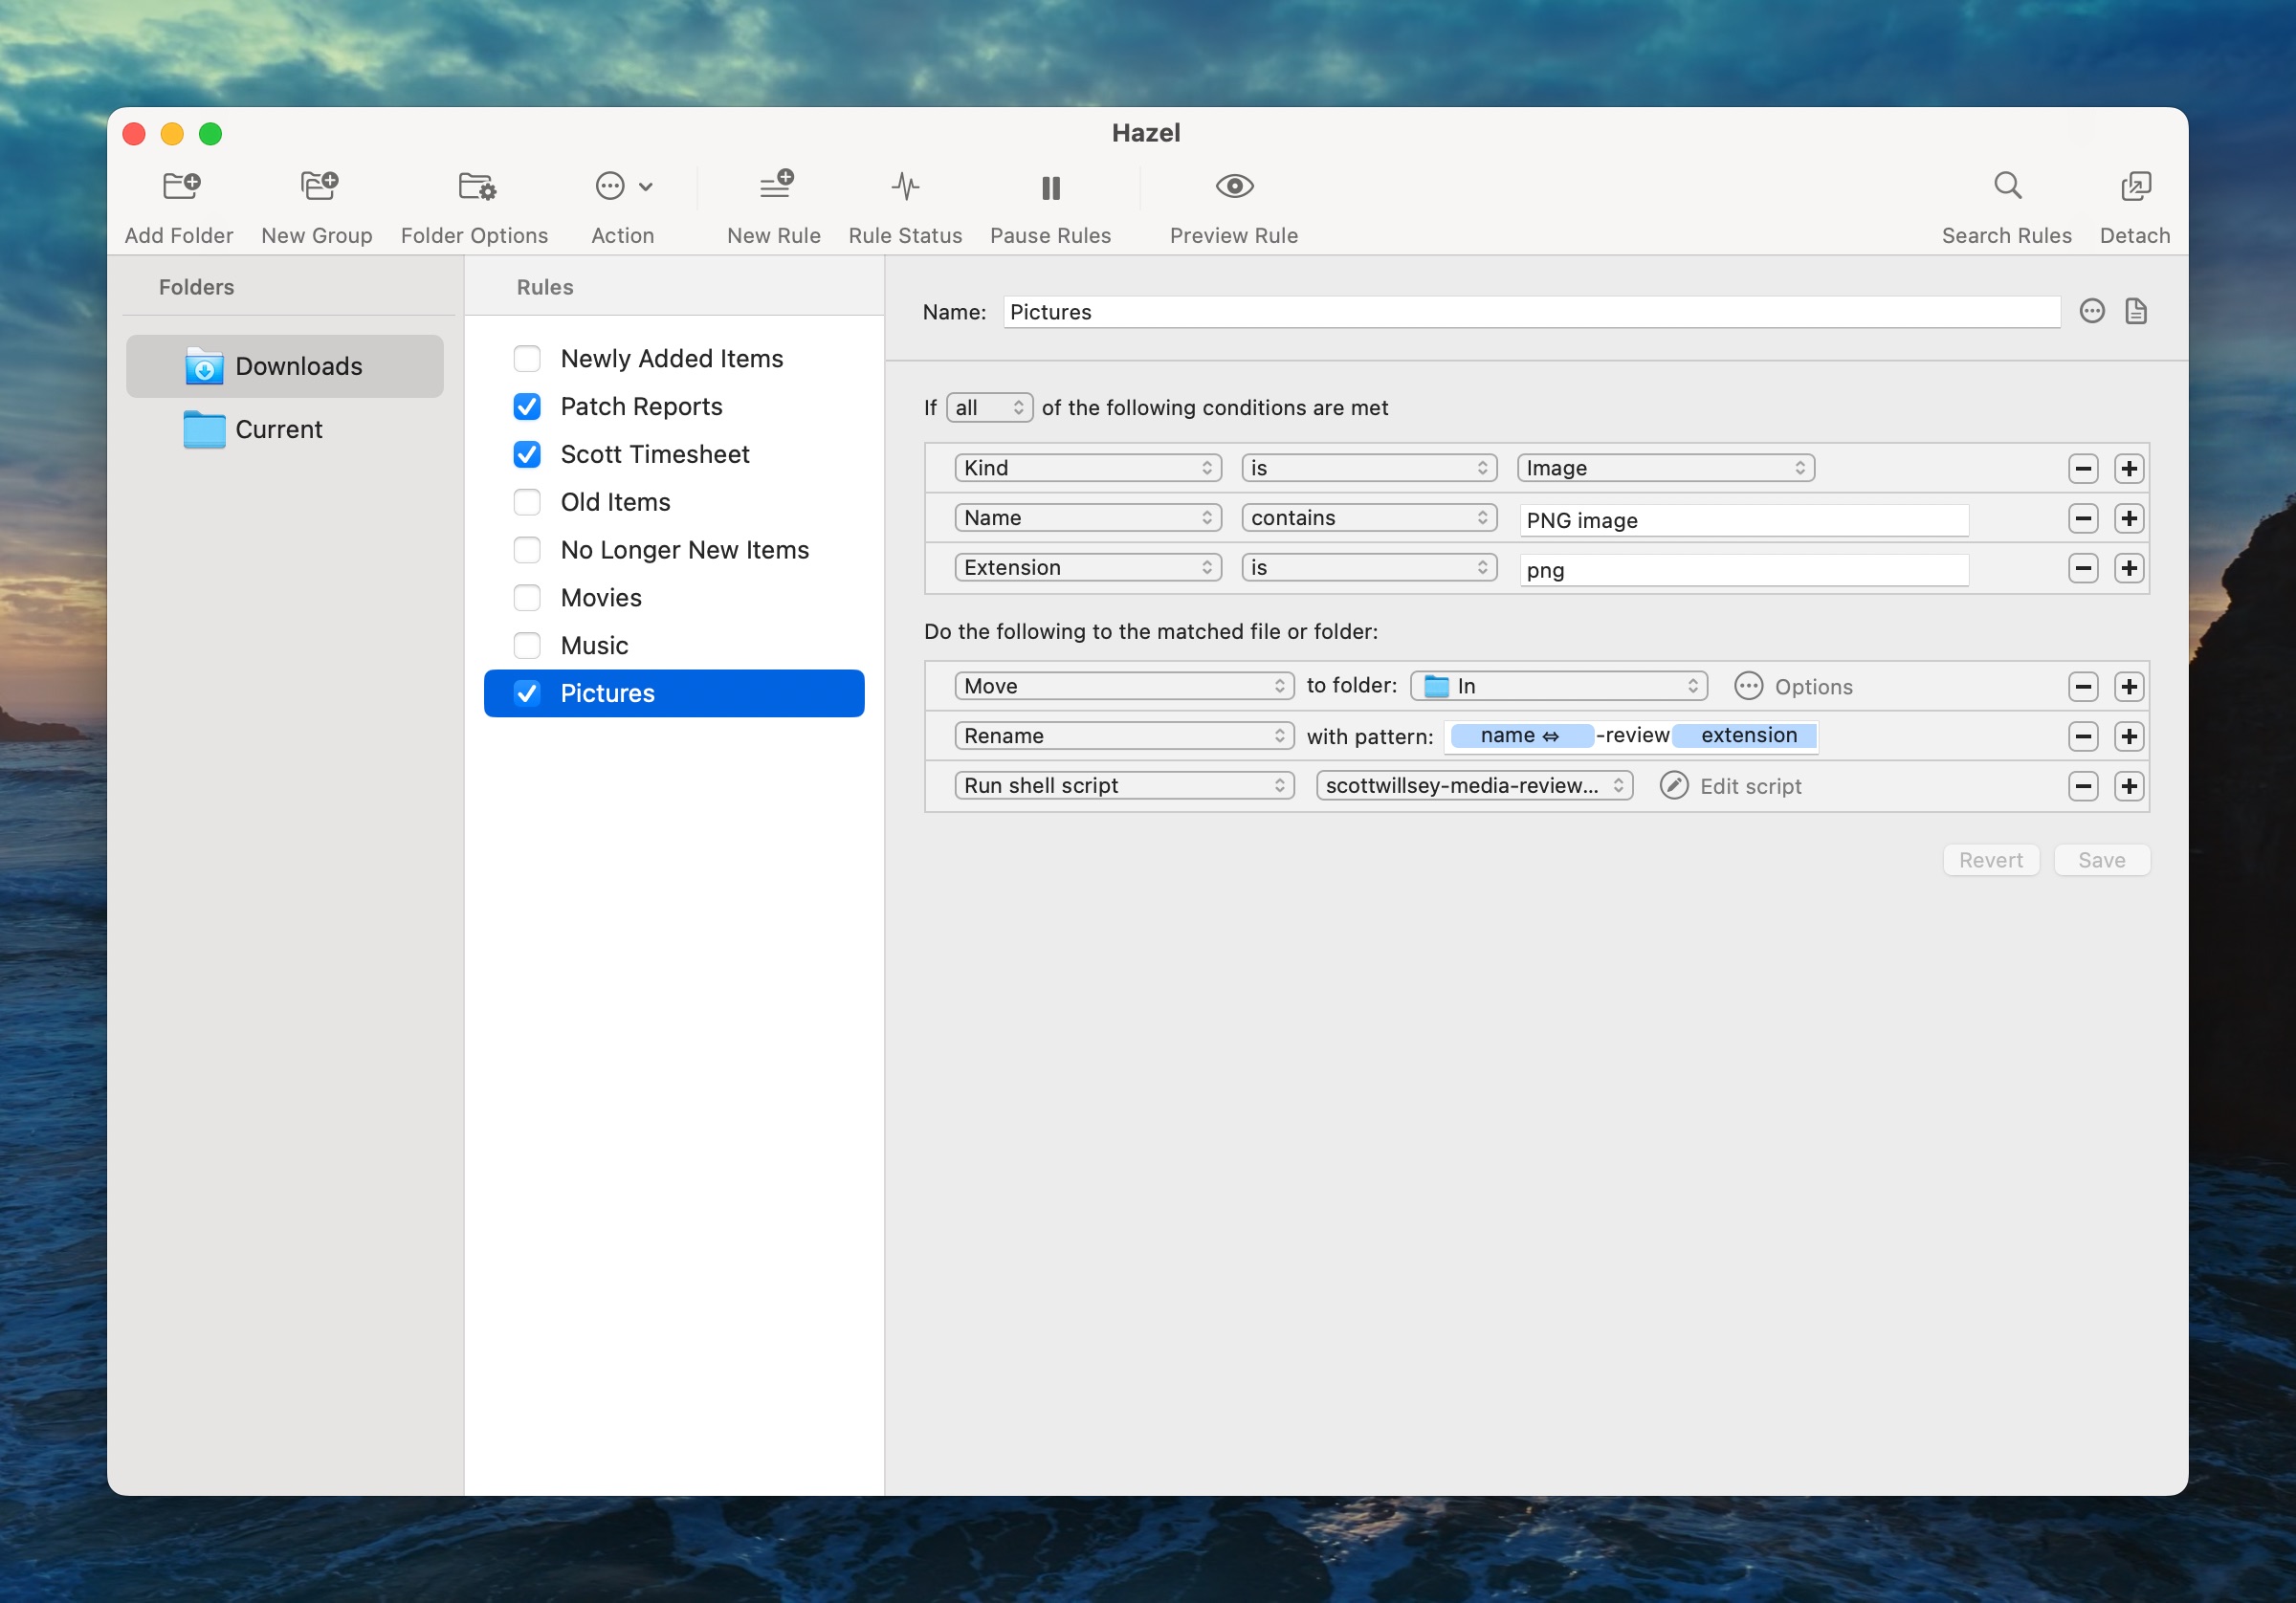 Hazel
Add Folder New Group Folder Options Action New Rule Rule Status Pause Rules Preview Rule Search Rules Detach
Folders
Downloads
Current
Rules
Newly Added Items
Patch Reports
Scott Timesheet
Old Items
No Longer New Items
Movies
Music
Pictures
Name: Pictures
If all of the following conditions are met
Kind is Image
Name contains PNG image
Extension is png
Do the following to the matched file or folder:
Move to folder: In Options
Rename with pattern: name ⇔ -review extension
Run shell script scottwillsey-media-review... Edit script
Revert Save